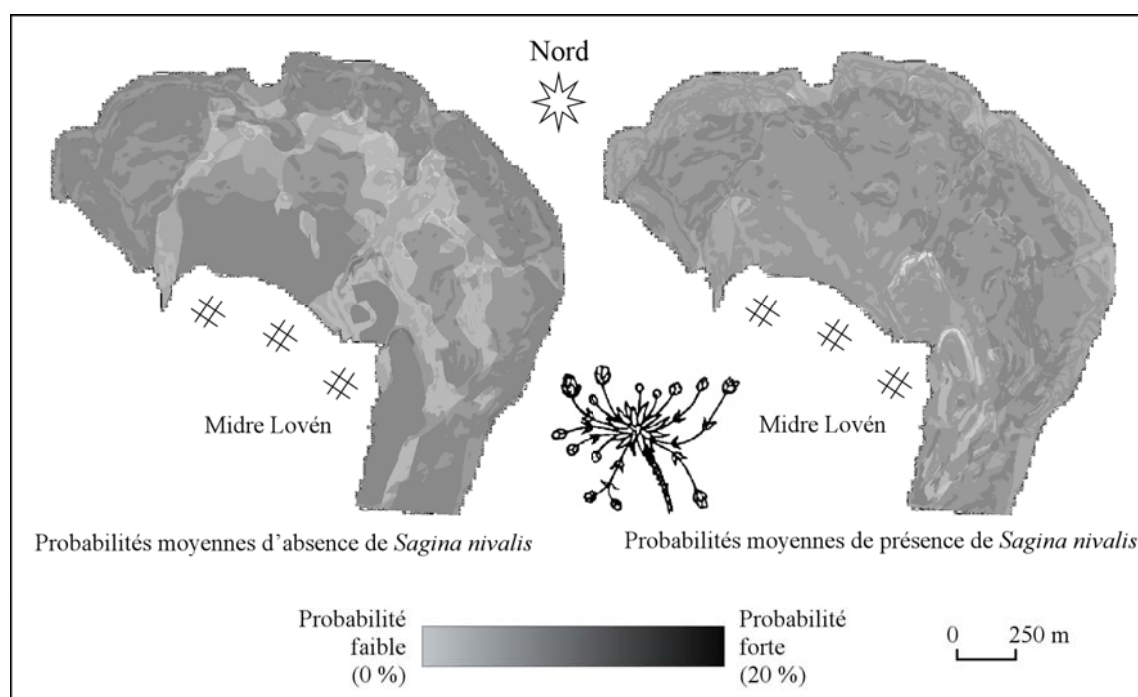 Nord
Midre Lovén
Midre Lovén
Probabilités moyennes d’absence de Sagina nivalis
Probabilités moyennes de présence de Sagina nivalis
Probabilité
faible
(0 %)
Probabilité
forte
(20 %)
0 250 m